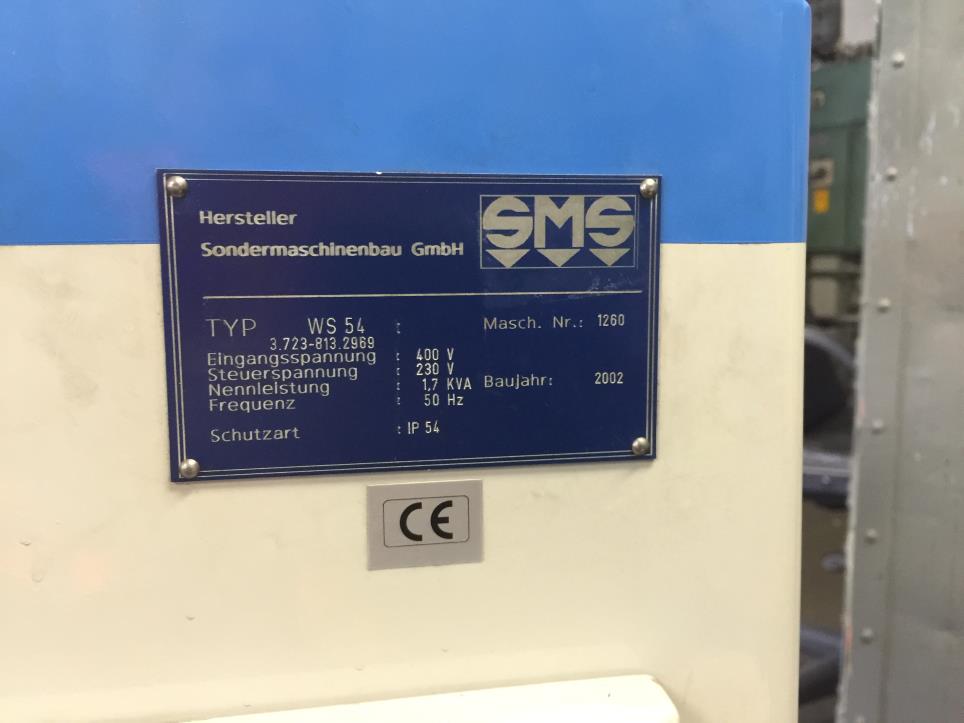 Hersteller
Sondermaschinenbau GmbH
SMS
TYP WS 54 : Masch. Nr.: 1260
3.723-813.2969
Eingangsspannung : 400 V
Steuerspannung : 230 V
Nennleistung : 1,7 KVA Baujahr: 2002
Frequenz : 50 Hz
Schutzart : IP 54
CE